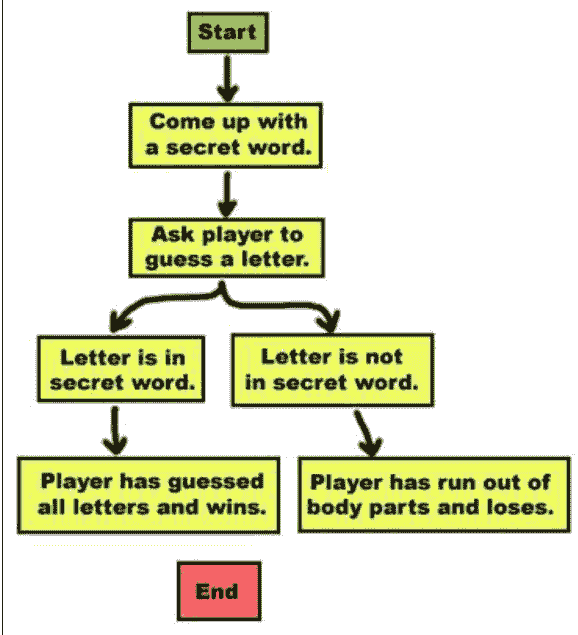 Start
Come up with
a secret word.
Ask player to
guess a letter.
Letter is in
secret word.
Letter is not
in secret word.
Player has guessed
all letters and wins.
Player has run out of
body parts and loses.
End